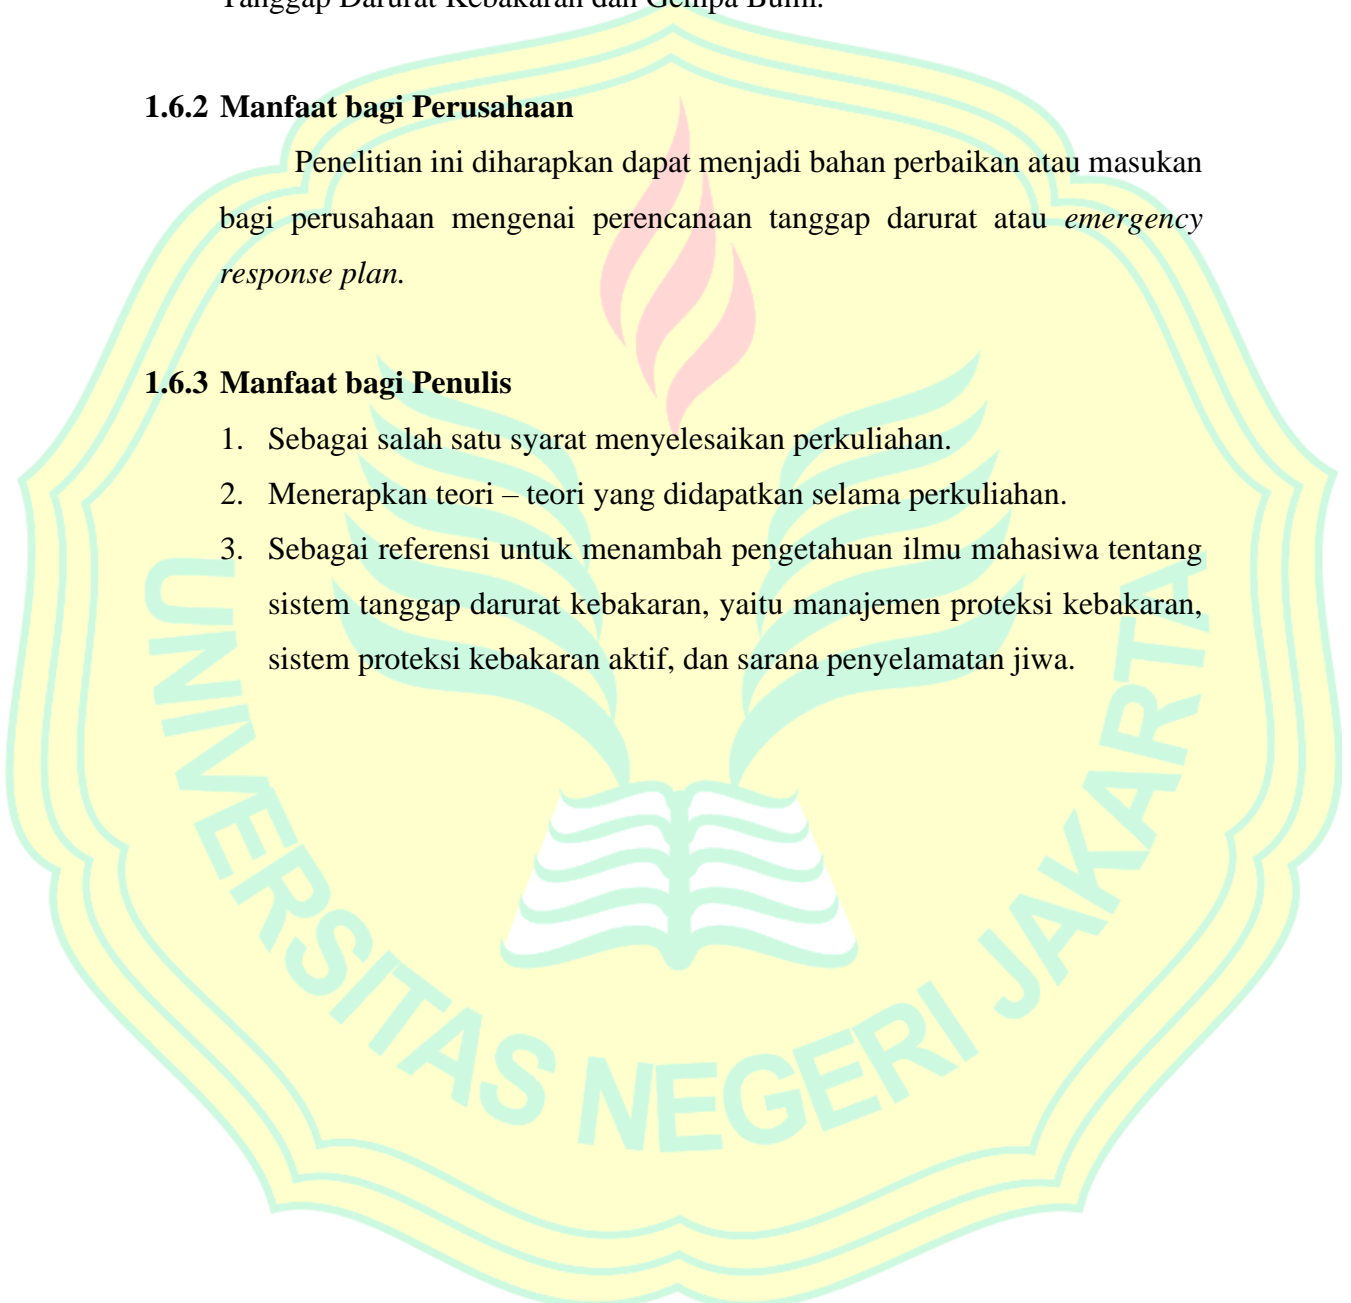 Tanggap Darurat Kebakaran dan Gempa Bumi.
1.6.2 Manfaat bagi Perusahaan
Penelitian ini diharapkan dapat menjadi bahan perbaikan atau masukan
bagi perusahaan mengenai perencanaan tanggap darurat atau emergency
response plan.
1.6.3 Manfaat bagi Penulis
1. Sebagai salah satu syarat menyelesaikan perkuliahan.
2. Menerapkan teori – teori yang didapatkan selama perkuliahan.
3. Sebagai referensi untuk menambah pengetahuan ilmu mahasiwa tentang
sistem tanggap darurat kebakaran, yaitu manajemen proteksi kebakaran,
sistem proteksi kebakaran aktif, dan sarana penyelamatan jiwa.
UNIVERSITAS NEGERI JAKARTA